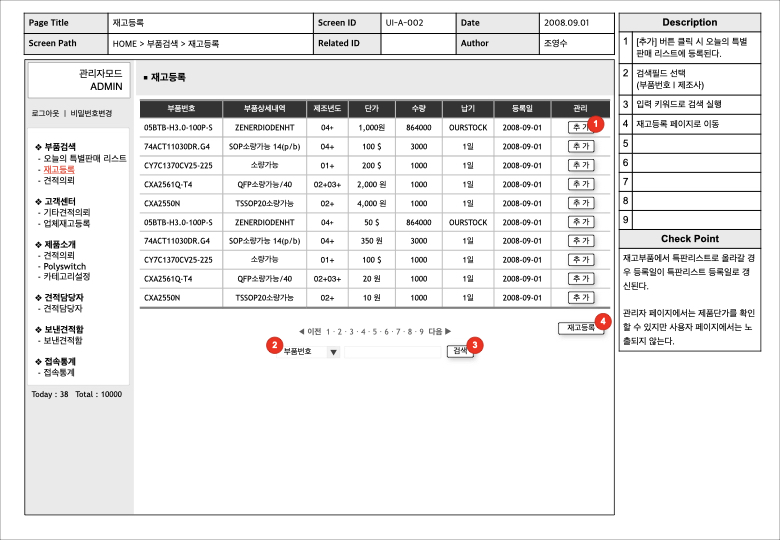 Page Title 재고등록 Screen ID UI-A-002 Date 2008.09.01
Screen Path HOME > 부품검색 > 재고등록 Related ID Author 조영수
관리자모드
ADMIN
로그아웃 | 비밀번호변경
❖ 부품검색
- 오늘의 특별판매 리스트
- 재고등록
- 견적의뢰
❖ 고객센터
- 기타견적의뢰
- 업체재고등록
❖ 제품소개
- 견적의뢰
- Polyswitch
- 카테고리설정
❖ 견적담당자
- 견적담당자
❖ 보낸견적함
- 보낸견적함
❖ 접속통계
- 접속통계
Today : 38 Total : 10000
▪ 재고등록
부품번호 부품상세내역 제조년도 단가 수량 납기 등록일 관리
05BTB-H3.0-100P-S ZENERDIODENHT 04+ 1,000원 864000 OURSTOCK 2008-09-01 추 가 1
74ACT11030DR.G4 SOP소량가능 14(p/b) 04+ 100 $ 3000 1일 2008-09-01 추 가
CY7C1370CV25-225 소량가능 01+ 200 $ 1000 1일 2008-09-01 추 가
CXA2561Q-T4 QFP소량가능/40 02+03+ 2,000 원 1000 1일 2008-09-01 추 가
CXA2550N TSSOP20소량가능 02+ 4,000 원 1000 1일 2008-09-01 추 가
05BTB-H3.0-100P-S ZENERDIODENHT 04+ 50 $ 864000 OURSTOCK 2008-09-01 추 가
74ACT11030DR.G4 SOP소량가능 14(p/b) 04+ 350 원 3000 1일 2008-09-01 추 가
CY7C1370CV25-225 소량가능 01+ 100 $ 1000 1일 2008-09-01 추 가
CXA2561Q-T4 QFP소량가능/40 02+03+ 20 원 1000 1일 2008-09-01 추 가
CXA2550N TSSOP20소량가능 02+ 10 원 1000 1일 2008-09-01 추 가
◀ 이전 1 · 2 · 3 · 4 · 5 · 6 · 7 · 8 · 9 다음 ▶
재고등록 4
2 부품번호 ▼ 검색 3
Description
1 [추가] 버튼 클릭 시 오늘의 특별
판매 리스트에 등록된다.
2 검색필드 선택
(부품번호 l 제조사)
3 입력 키워드로 검색 실행
4 재고등록 페이지로 이동
5
6
7
8
9
Check Point
재고부품에서 특판리스트로 올라갈 경
우 등록일이 특판리스트 등록일로 갱
신된다.
관리자 페이지에서는 제품단가를 확인
할 수 있지만 사용자 페이지에서는 노
출되지 않는다.